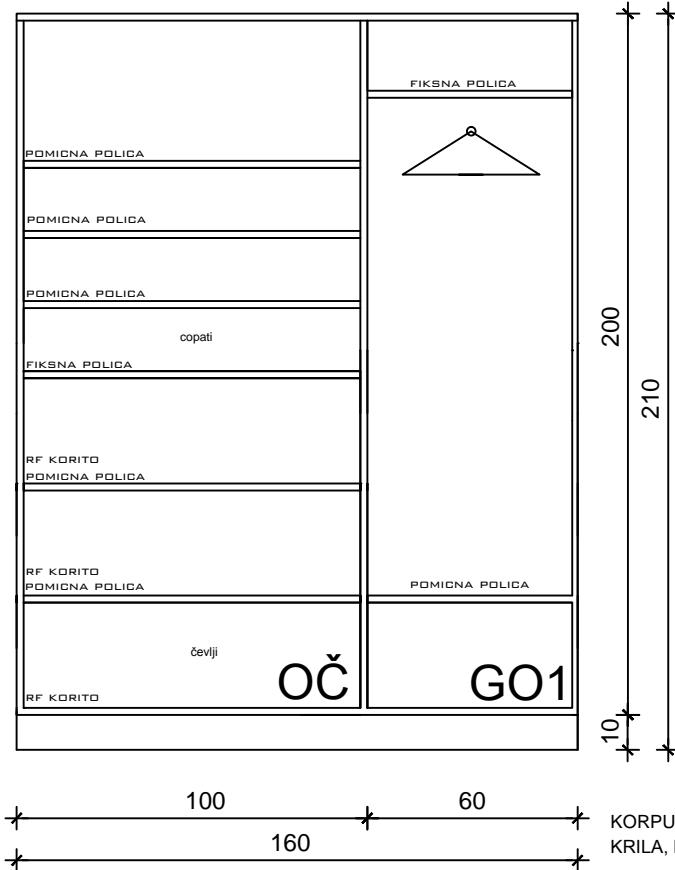 FIKSNA POLICA
POMICNA POLICA
POMICNA POLICA
POMICNA POLICA
copati
FIKSNA POLICA
RF KORITO
POMICNA POLICA
RF KORITO
POMICNA POLICA
POMICNA POLICA
čevlji
OČ
GO1
RF KORITO
200
210
10
100
60
160
KORPU
KRILA,